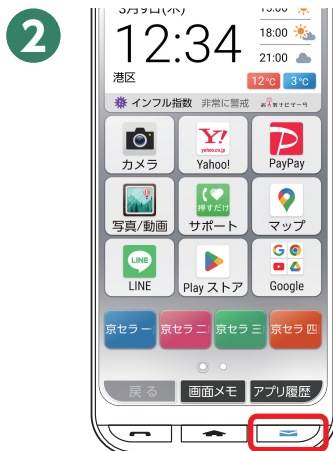 2
3月9日(木)
12:34
港区
15:00
18:00
21:00
12℃ 3℃
インフル指数 非常に警戒
カメラ
Y!
yahoo.co.jp
Yahoo!
PayPay
写真/動画
押すだけ
サポート
マップ
LINE
LINE
Play ストア
Google
京セラ一
京セラ二
京セラ三
京セラ四
戻る
画面メモ
アプリ履歴